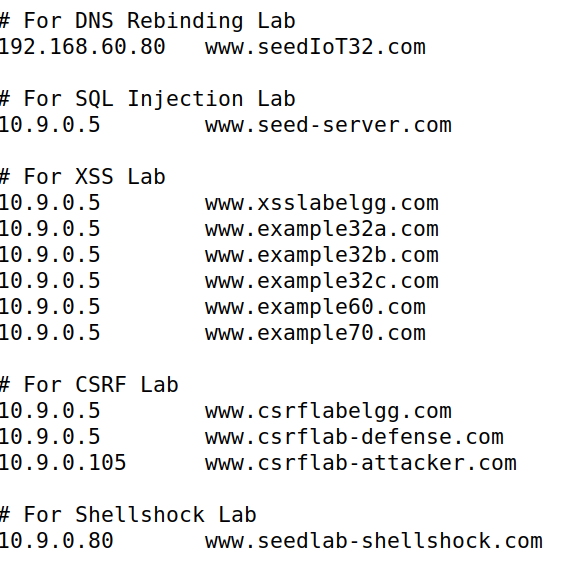 # For DNS Rebinding Lab
192.168.60.80   www.seedIoT32.com

# For SQL Injection Lab
10.9.0.5        www.seed-server.com

# For XSS Lab
10.9.0.5        www.xsslabelgg.com
10.9.0.5        www.example32a.com
10.9.0.5        www.example32b.com
10.9.0.5        www.example32c.com
10.9.0.5        www.example60.com
10.9.0.5        www.example70.com

# For CSRF Lab
10.9.0.5        www.csrflabelgg.com
10.9.0.5        www.csrflab-defense.com
10.9.0.105      www.csrflab-attacker.com

# For Shellshock Lab
10.9.0.80       www.seedlab-shellshock.com